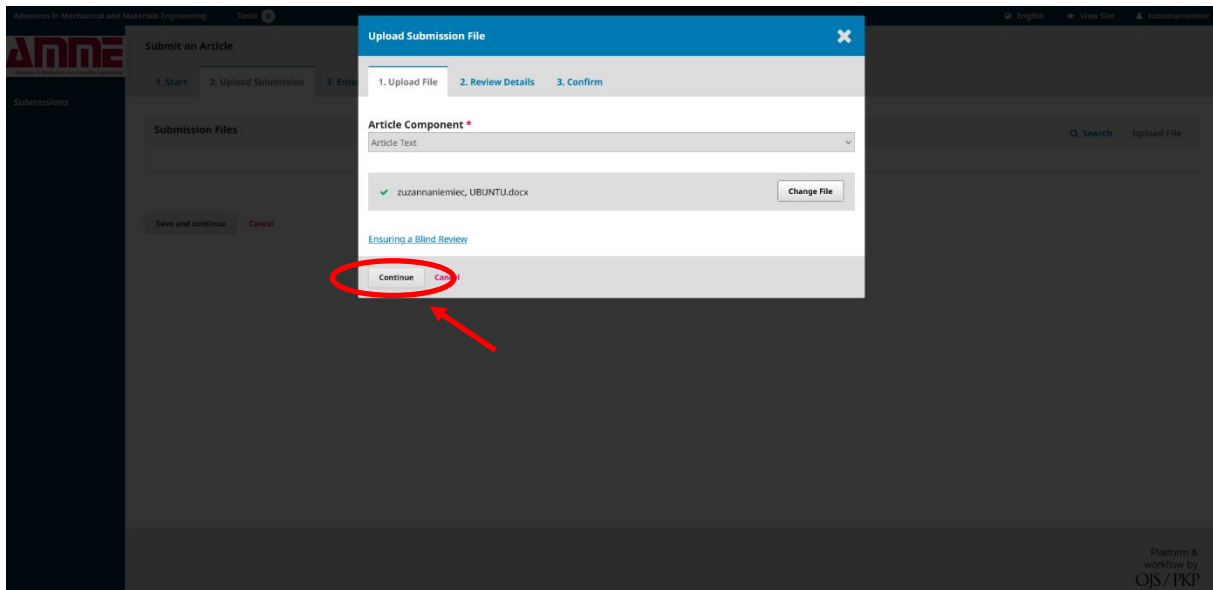 Advances in Mechanical and Materials Engineering Tasks 0 English View Site zuzannaniemiec
AMME
Submissions
Submit an Article
1. Start 2. Upload Submission 3. Ente
Submission Files
Search Upload File
Save and continue Cancel
Upload Submission File
1. Upload File 2. Review Details 3. Confirm
Article Component *
Article Text
zuzannaniemiec, UBUNTU.docx Change File
Ensuring a Blind Review
Continue Cancel
Platform &
workflow by
OJS / PKP